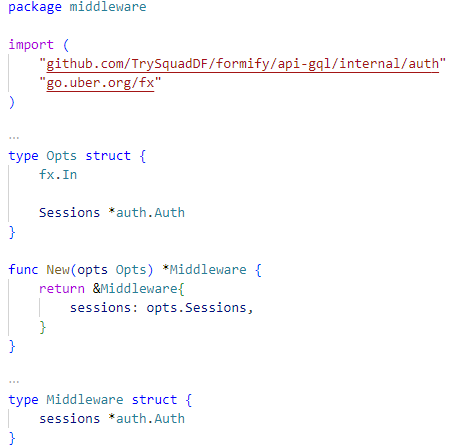 package middleware
import (
"github.com/TrySquadDF/formify/api-gql/internal/auth"
"go.uber.org/fx"
)
...
type Opts struct {
fx.In
Sessions *auth.Auth
}
func New(opts Opts) *Middleware {
return &Middleware{
sessions: opts.Sessions,
}
}
...
type Middleware struct {
sessions *auth.Auth
}